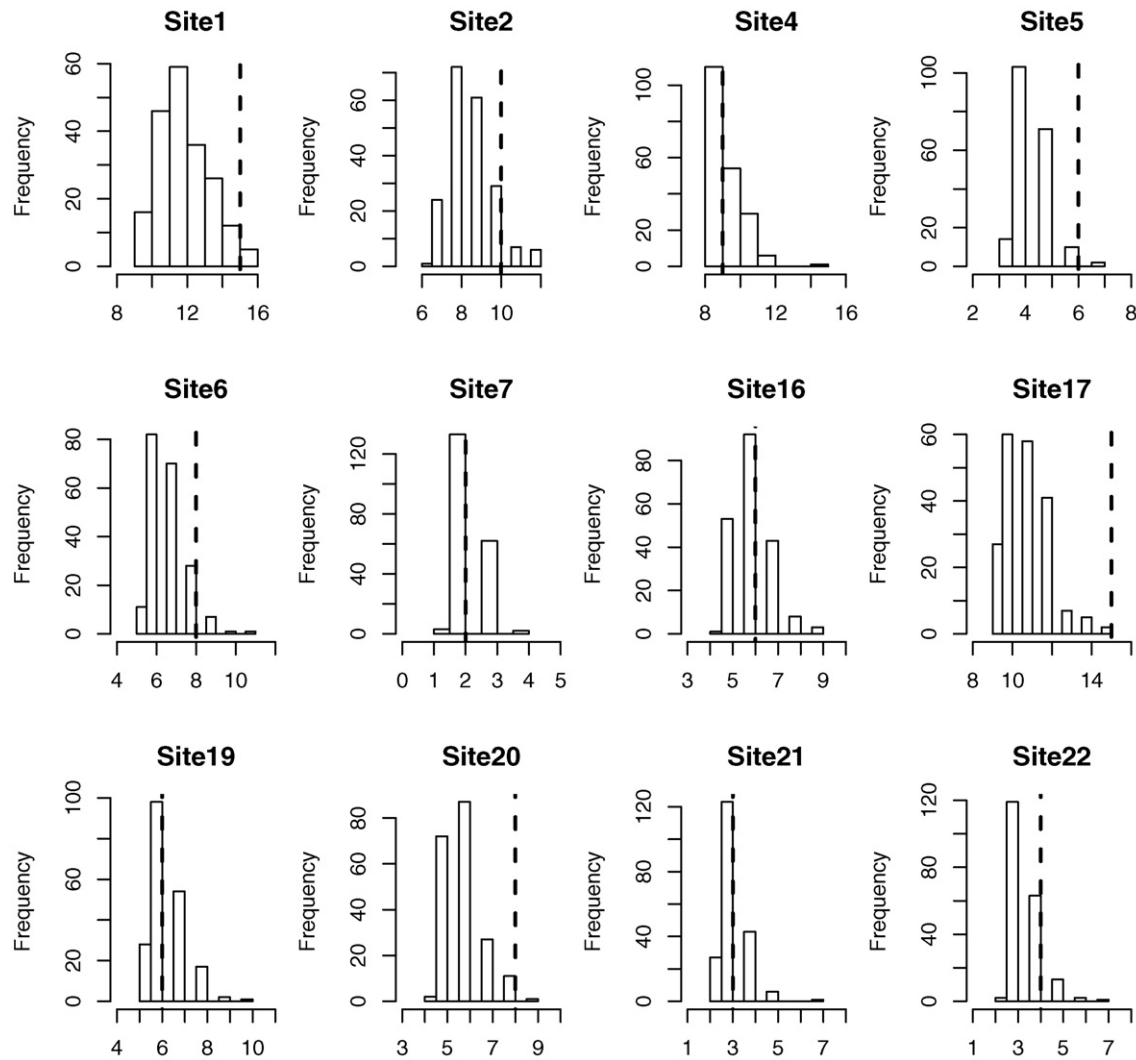 Site1 Site2 Site4 Site5
Frequency 0 20 40 60
8 12 16
Frequency 0 20 40 60
6 8 10
Frequency 0 20 60 100
8 12 16
Frequency 0 20 60 100
2 4 6 8
Site6 Site7 Site16 Site17
Frequency 0 20 40 60 80
4 6 8 10
Frequency 0 40 80 120
0 1 2 3 4 5
Frequency 0 20 40 60 80
3 5 7 9
Frequency 0 20 40 60
8 10 14
Site19 Site20 Site21 Site22
Frequency 0 20 60 100
4 6 8 10
Frequency 0 20 40 60 80
3 5 7 9
Frequency 0 40 80 120
1 3 5 7
Frequency 0 40 80 120
1 3 5 7